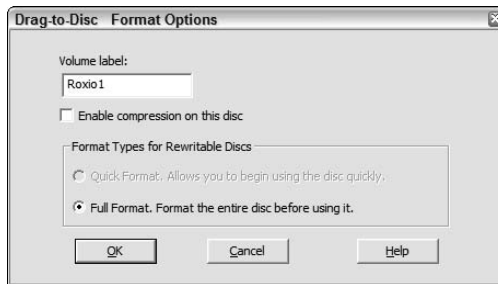 Drag-to-Disc Format Options
Volume label:
Roxio1
Enable compression on this disc
Format Types for Rewritable Discs
Quick Format. Allows you to begin using the disc quickly.
Full Format. Format the entire disc before using it.
OK Cancel Help